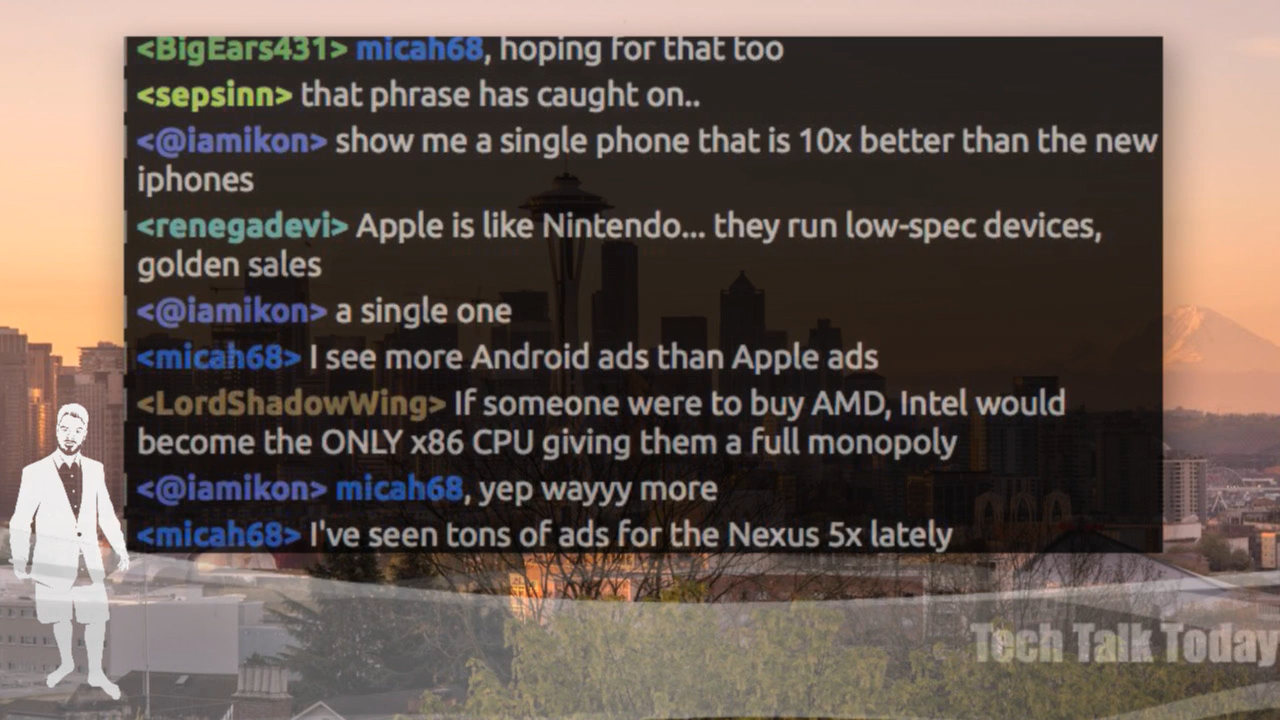 <BigEars431> micah68, hoping for that too
<sepsinn> that phrase has caught on..
<@iamikon> show me a single phone that is 10x better than the new
iphones
<renegadevi> Apple is like Nintendo... they run low-spec devices,
golden sales
<@iamikon> a single one
<micah68> I see more Android ads than Apple ads
<LordShadowWing> If someone were to buy AMD, Intel would
become the ONLY x86 CPU giving them a full monopoly
<@iamikon> micah68, yep wayyy more
<micah68> I've seen tons of ads for the Nexus 5x lately
Tech Talk Today